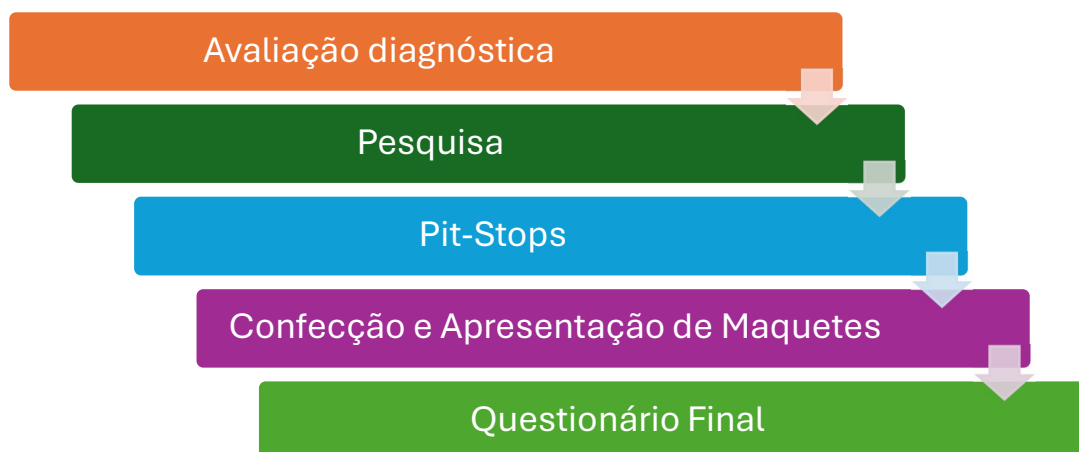 Avaliação diagnóstica
Pesquisa
Pit-Stops
Confecção e Apresentação de Maquetes
Questionário Final